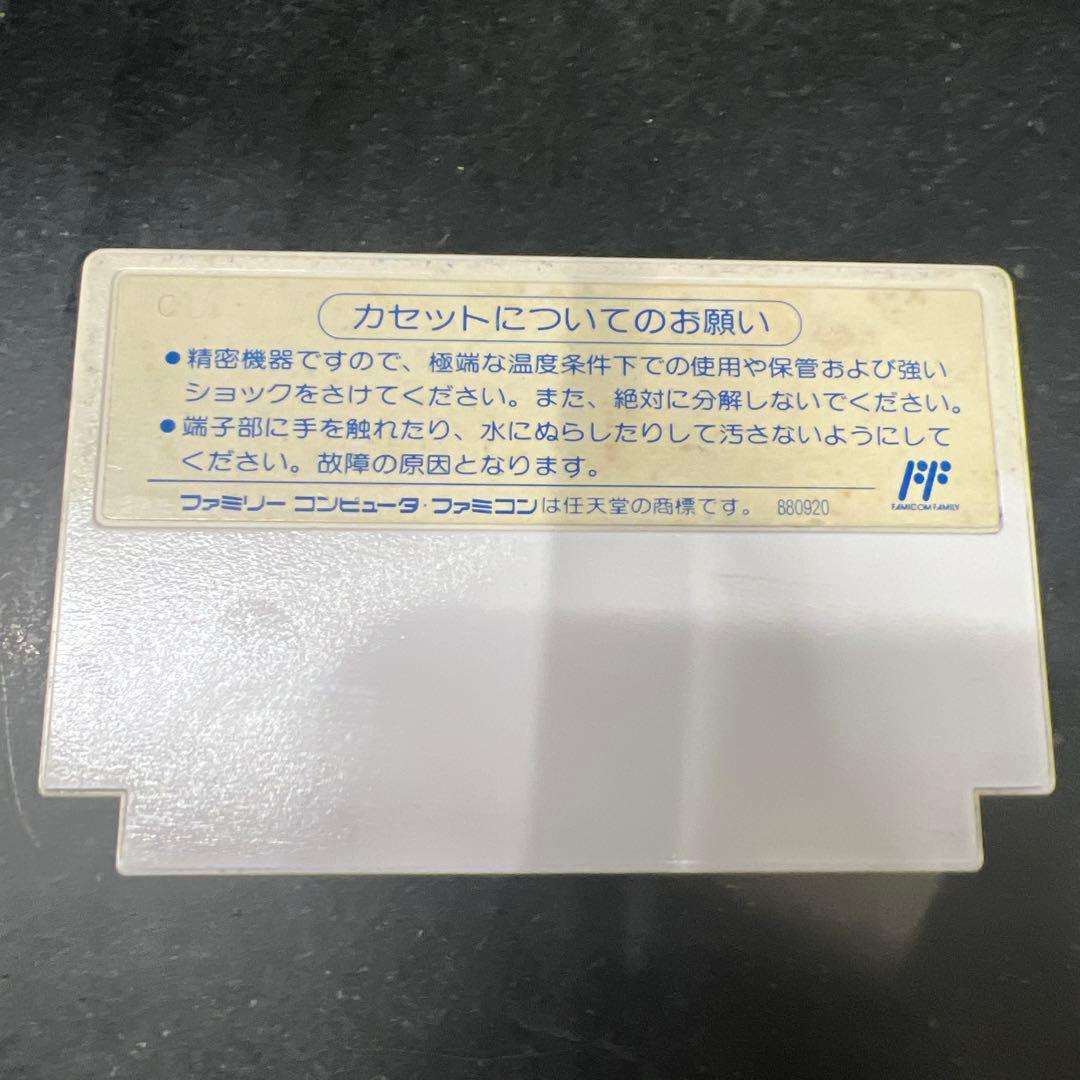 カセットについてのお願い
●精密機器ですので、極端な温度条件下での使用や保管および強い
ショックをさけてください。また、絶対に分解しないでください。
●端子部に手を触れたり、水にぬらしたりして汚さないようにして
ください。故障の原因となります。
FF
FAMICOM FAMILY
ファミリー コンピュータ・ファミコンは任天堂の商標です。 880920